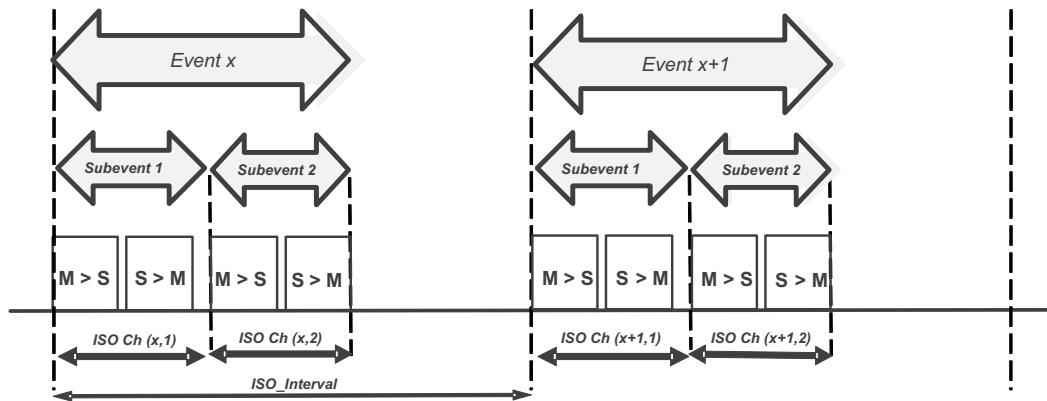 Event x
Event x+1
Subevent 1
Subevent 2
Subevent 1
Subevent 2
M > S
S > M
M > S
S > M
M > S
S > M
M > S
S > M
ISO Ch (x,1)
ISO Ch (x,2)
ISO Ch (x+1,1)
ISO Ch (x+1,2)
ISO_Interval